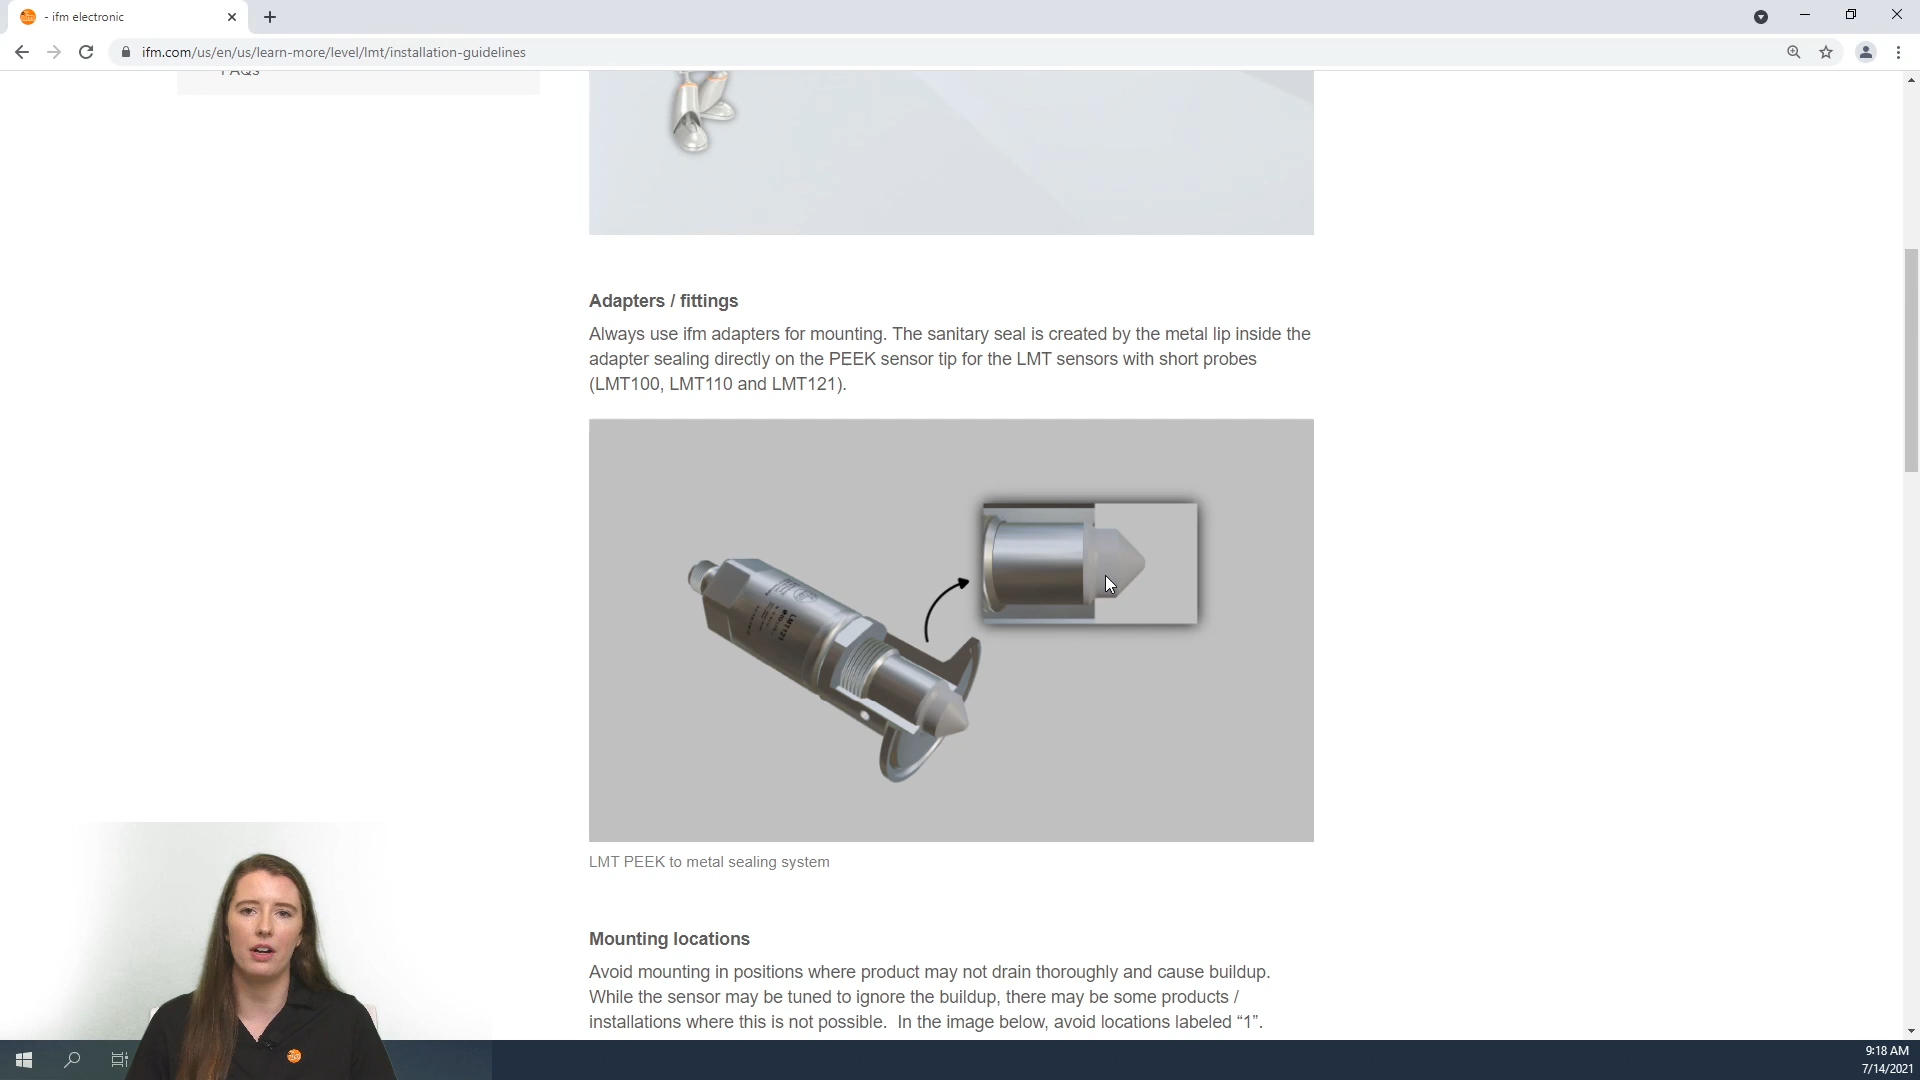 - ifm electronic
ifm.com/us/en/us/learn-more/level/lmt/installation-guidelines
FAQs
Adapters / fittings
Always use ifm adapters for mounting. The sanitary seal is created by the metal lip inside the
adapter sealing directly on the PEEK sensor tip for the LMT sensors with short probes
(LMT100, LMT110 and LMT121).
LMT121
LMT PEEK to metal sealing system
Mounting locations
Avoid mounting in positions where product may not drain thoroughly and cause buildup.
While the sensor may be tuned to ignore the buildup, there may be some products /
installations where this is not possible.  In the image below, avoid locations labeled “1”.
9:18 AM
7/14/2021